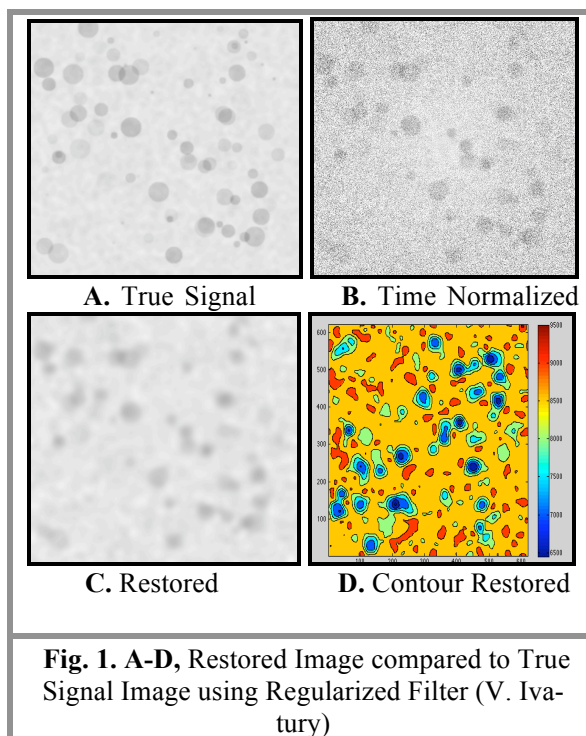 A. True Signal
B. Time Normalized
C. Restored
D. Contour Restored
600
500
400
300
200
100
100
200
300
400
500
600
9500
9000
8500
8000
7500
7000
6500
Fig. 1. A-D, Restored Image compared to True
Signal Image using Regularized Filter (V. Iva-
tury)